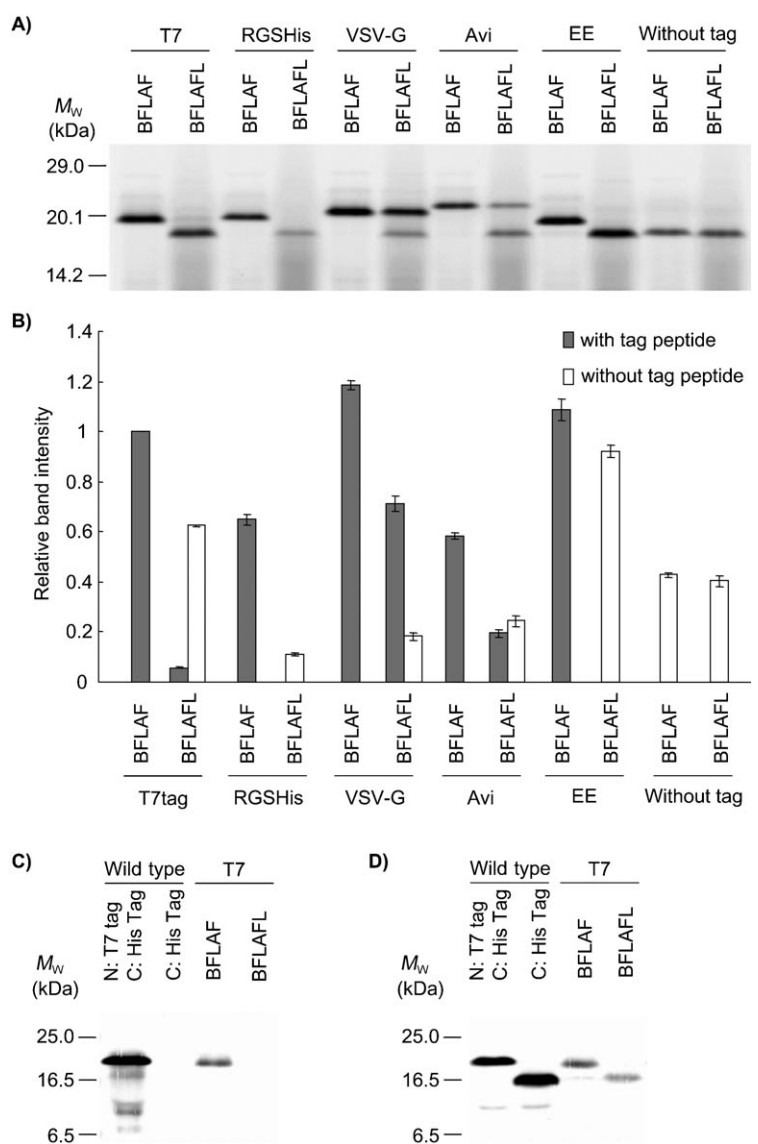 A)
T7 RGSHis VSV-G Avi EE Without tag
BFLAF BFLAFL BFLAF BFLAFL BFLAF BFLAFL BFLAF BFLAFL BFLAF BFLAFL BFLAF BFLAFL
MW
(kDa)
29.0
20.1
14.2
B)
1.4
1.2
1
0.8
0.6
0.4
0.2
0
Relative band intensity
with tag peptide
without tag peptide
BFLAF BFLAFL BFLAF BFLAFL BFLAF BFLAFL BFLAF BFLAFL BFLAF BFLAFL BFLAF BFLAFL
T7tag RGSHis VSV-G Avi EE Without tag
C)
Wild type T7
N: T7 tag
C: His Tag
C: His Tag
BFLAF
BFLAFL
MW
(kDa)
25.0
16.5
6.5
D)
Wild type T7
N: T7 tag
C: His Tag
C: His Tag
BFLAF
BFLAFL
MW
(kDa)
25.0
16.5
6.5